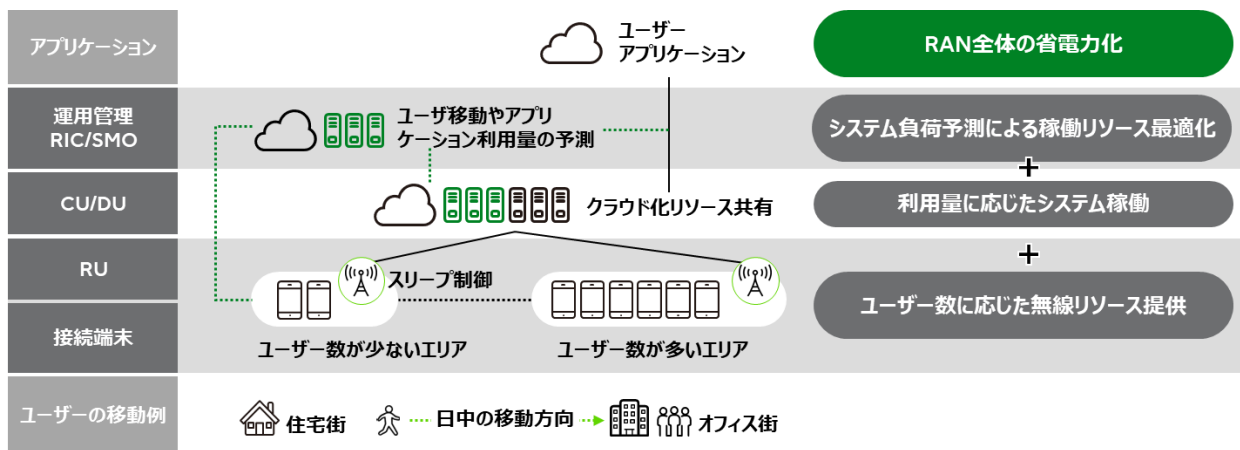 アプリケーション
ユーザー
アプリケーション
RAN全体の省電力化
運用管理
RIC/SMO
ユーザ移動やアプリ
ケーション利用量の予測
システム負荷予測による稼働リソース最適化
+
CU/DU
クラウド化リソース共有
利用量に応じたシステム稼働
+
RU
スリープ制御
ユーザー数に応じた無線リソース提供
接続端末
ユーザー数が少ないエリア
ユーザー数が多いエリア
ユーザーの移動例
住宅街
日中の移動方向
オフィス街